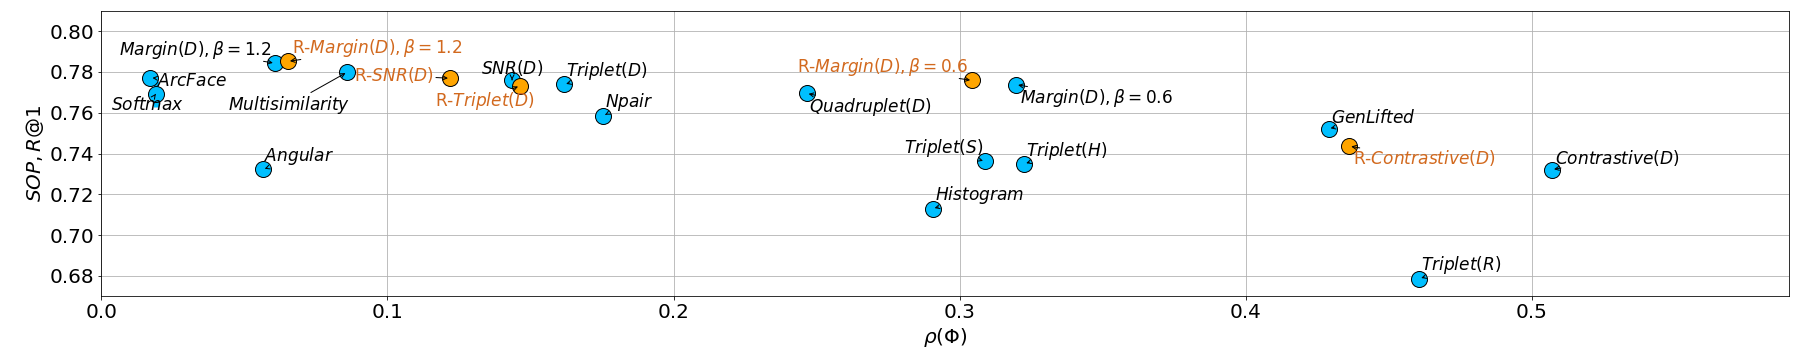 0.80
0.78
0.76
0.74
0.72
0.70
0.68
SOP, R@1
Margin(D), β = 1.2
R-Margin(D), β = 1.2
ArcFace
Softmax
Multisimilarity
R-SNR(D)
SNR(D)
R-Triplet(D)
Triplet(D)
Npair
Angular
R-Margin(D), β = 0.6
Quadruplet(D)
Margin(D), β = 0.6
Triplet(S)
Triplet(H)
Histogram
GenLifted
R-Contrastive(D)
Contrastive(D)
Triplet(R)
0.0 0.1 0.2 0.3 0.4 0.5
ρ(Φ)